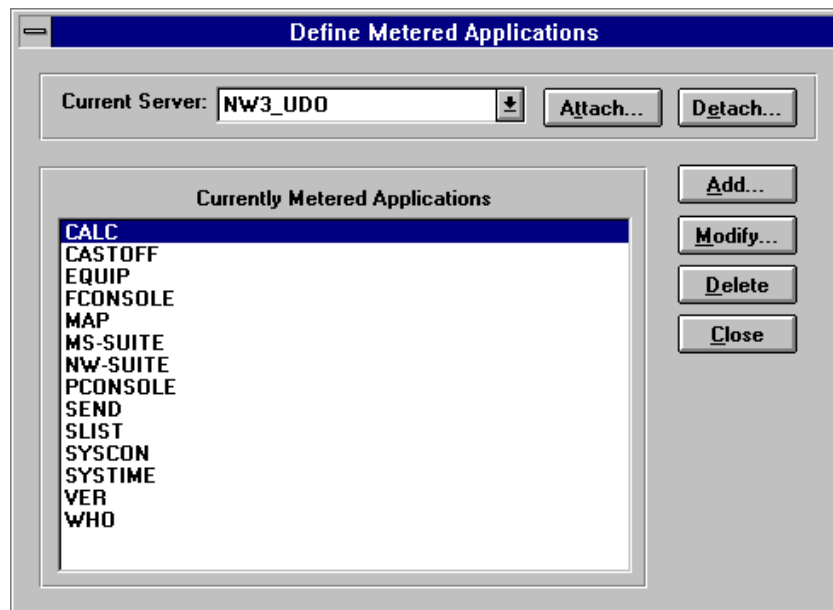 Define Metered Applications
Current Server: NW3_UDO Attach... Detach...
Currently Metered Applications
CALC
CASTOFF
EQUIP
FCONSOLE
MAP
MS-SUITE
NW-SUITE
PCONSOLE
SEND
SLIST
SYSCON
SYSTIME
VER
WHO
Add...
Modify...
Delete
Close